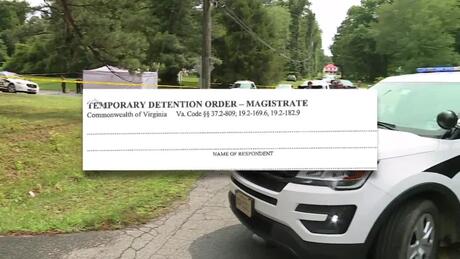 TEMPORARY DETENTION ORDER – MAGISTRATE
Commonwealth of Virginia Va. Code §§ 37.2-809; 19.2-169.6, 19.2-182.9
NAME OF RESPONDENT